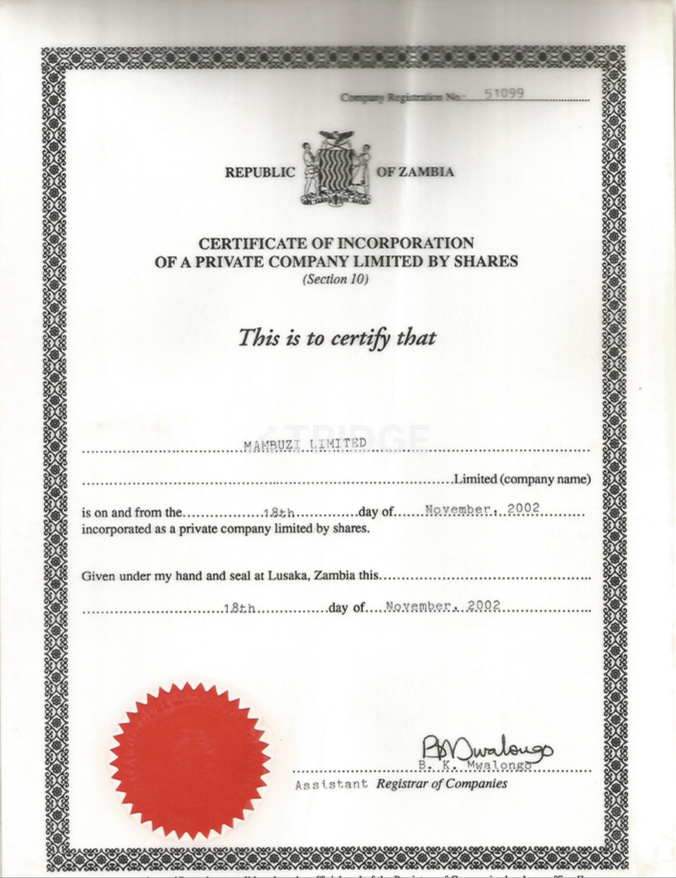 Company Registration No.- 51099
REPUBLIC OF ZAMBIA
CERTIFICATE OF INCORPORATION
OF A PRIVATE COMPANY LIMITED BY SHARES
(Section 10)
This is to certify that
TRIDGE
MAMBUZI LIMITED
Limited (company name)
is on and from the 18th day of November, 2002
incorporated as a private company limited by shares.
Given under my hand and seal at Lusaka, Zambia this
18th day of November, 2002
B. K. Mwalongo
Assistant Registrar of Companies